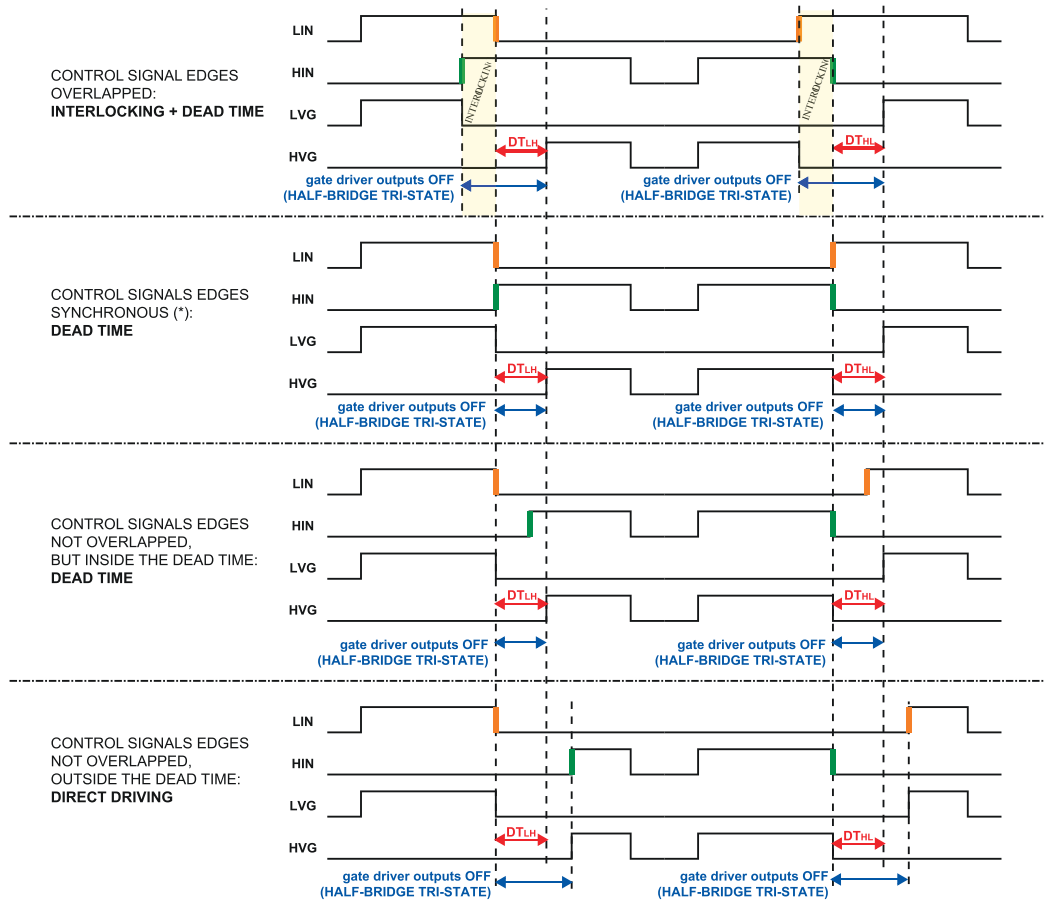 LIN
HIN
LVG
HVG
CONTROL SIGNAL EDGES
OVERLAPPED:
INTERLOCKING + DEAD TIME
INTERLOCKING
INTERLOCKING
DTLH
DTHL
gate driver outputs OFF
(HALF-BRIDGE TRI-STATE)
gate driver outputs OFF
(HALF-BRIDGE TRI-STATE)
LIN
HIN
LVG
HVG
CONTROL SIGNALS EDGES
SYNCHRONOUS (*):
DEAD TIME
DTLH
DTHL
gate driver outputs OFF
(HALF-BRIDGE TRI-STATE)
gate driver outputs OFF
(HALF-BRIDGE TRI-STATE)
LIN
HIN
LVG
HVG
CONTROL SIGNALS EDGES
NOT OVERLAPPED,
BUT INSIDE THE DEAD TIME:
DEAD TIME
DTLH
DTHL
gate driver outputs OFF
(HALF-BRIDGE TRI-STATE)
gate driver outputs OFF
(HALF-BRIDGE TRI-STATE)
LIN
HIN
LVG
HVG
CONTROL SIGNALS EDGES
NOT OVERLAPPED,
OUTSIDE THE DEAD TIME:
DIRECT DRIVING
DTLH
DTHL
gate driver outputs OFF
(HALF-BRIDGE TRI-STATE)
gate driver outputs OFF
(HALF-BRIDGE TRI-STATE)